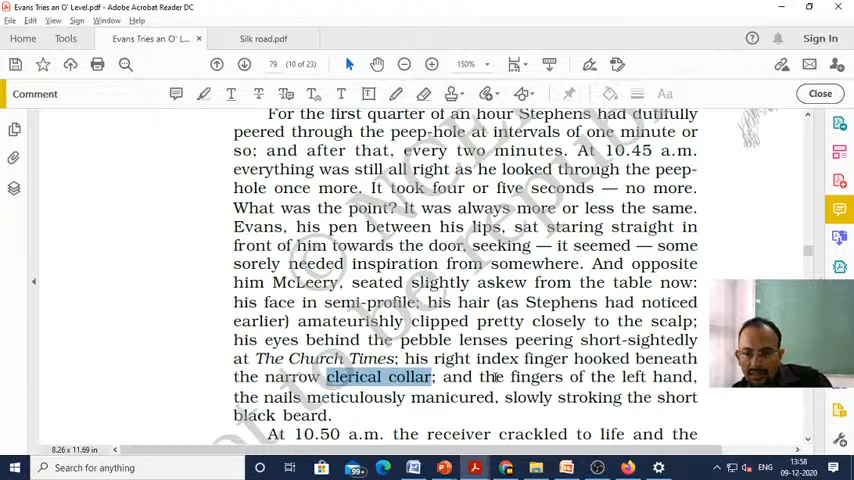 Evans Tries an O' Level.pdf - Adobe Acrobat Reader DC
File Edit View Sign Window Help
Home Tools Evans Tries an O' L... × Silk road.pdf Sign In
79 (10 of 23) 150%
Comment Close
For the first quarter of an hour Stephens had dutifully
peered through the peep-hole at intervals of one minute or
so; and after that, every two minutes. At 10.45 a.m.
everything was still all right as he looked through the peep-
hole once more. It took four or five seconds — no more.
What was the point? It was always more or less the same.
Evans, his pen between his lips, sat staring straight in
front of him towards the door, seeking — it seemed — some
sorely needed inspiration from somewhere. And opposite
him McLeery, seated slightly askew from the table now:
his face in semi-profile; his hair (as Stephens had noticed
earlier) amateurishly clipped pretty closely to the scalp;
his eyes behind the pebble lenses peering short-sightedly
at The Church Times; his right index finger hooked beneath
the narrow clerical collar; and the fingers of the left hand,
the nails meticulously manicured, slowly stroking the short
black beard.
At 10.50 a.m. the receiver crackled to life and the
8.26 x 11.69 in
Search for anything
99+
ENG
13:58
09-12-2020
© NCERT
not to be republ